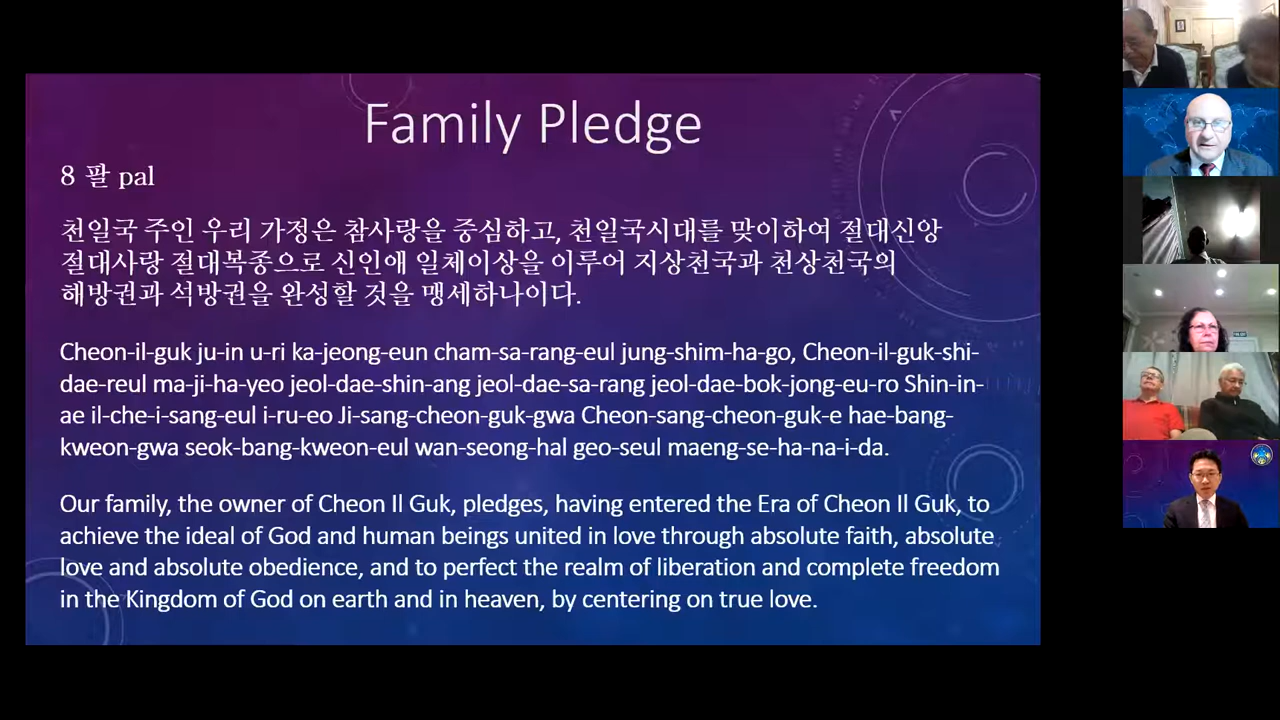 Family Pledge
8 팔 pal
천일국 주인 우리 가정은 참사랑을 중심하고, 천일국시대를 맞이하여 절대신앙
절대사랑 절대복종으로 신인애 일체이상을 이루어 지상천국과 천상천국의
해방권과 석방권을 완성할 것을 맹세하나이다.
Cheon-il-guk ju-in u-ri ka-jeong-eun cham-sa-rang-eul jung-shim-ha-go, Cheon-il-guk-shi-
dae-reul ma-ji-ha-yeo jeol-dae-shin-ang jeol-dae-sa-rang jeol-dae-bok-jong-eu-ro Shin-in-
ae il-che-i-sang-eul i-ru-eo Ji-sang-cheon-guk-gwa Cheon-sang-cheon-guk-e hae-bang-
kweon-gwa seok-bang-kweon-eul wan-seong-hal geo-seul maeng-se-ha-na-i-da.
Our family, the owner of Cheon Il Guk, pledges, having entered the Era of Cheon Il Guk, to
achieve the ideal of God and human beings united in love through absolute faith, absolute
love and absolute obedience, and to perfect the realm of liberation and complete freedom
in the Kingdom of God on earth and in heaven, by centering on true love.